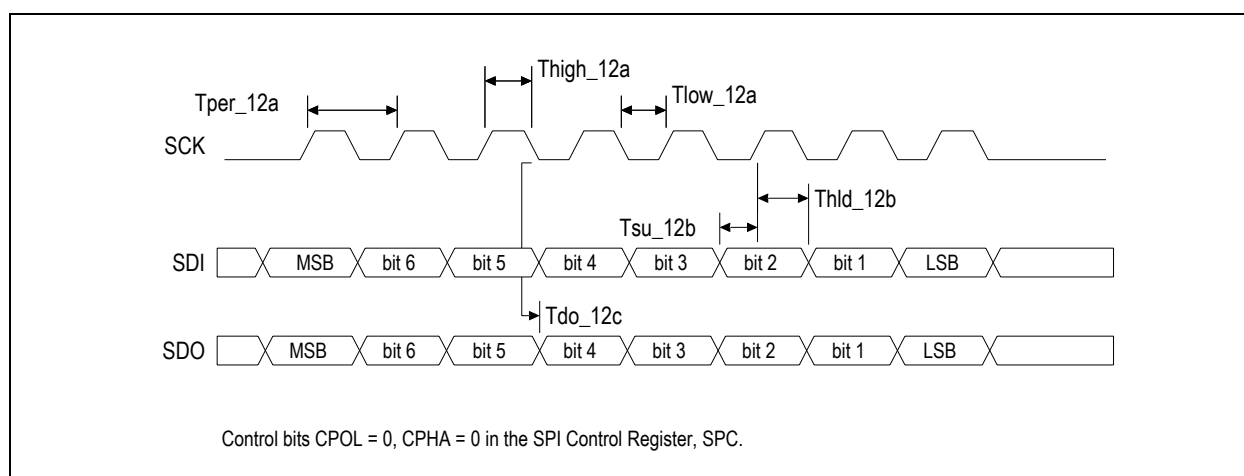 Thigh_12a
Tper_12a
Tlow_12a
SCK
Thld_12b
Tsu_12b
SDI MSB bit 6 bit 5 bit 4 bit 3 bit 2 bit 1 LSB
Tdo_12c
SDO MSB bit 6 bit 5 bit 4 bit 3 bit 2 bit 1 LSB
Control bits CPOL = 0, CPHA = 0 in the SPI Control Register, SPC.